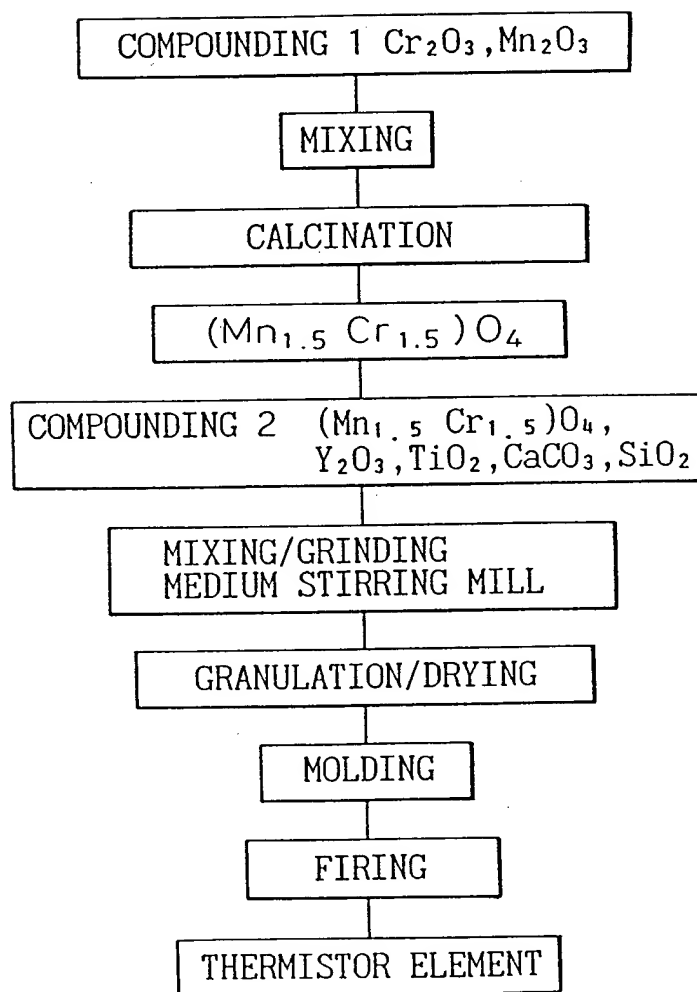 COMPOUNDING 1 Cr₂O₃,Mn₂O₃
MIXING
CALCINATION
(Mn₁.₅ Cr₁.₅)O₄
COMPOUNDING 2 (Mn₁.₅ Cr₁.₅)O₄,
Y₂O₃,TiO₂,CaCO₃,SiO₂
MIXING/GRINDING
MEDIUM STIRRING MILL
GRANULATION/DRYING
MOLDING
FIRING
THERMISTOR ELEMENT